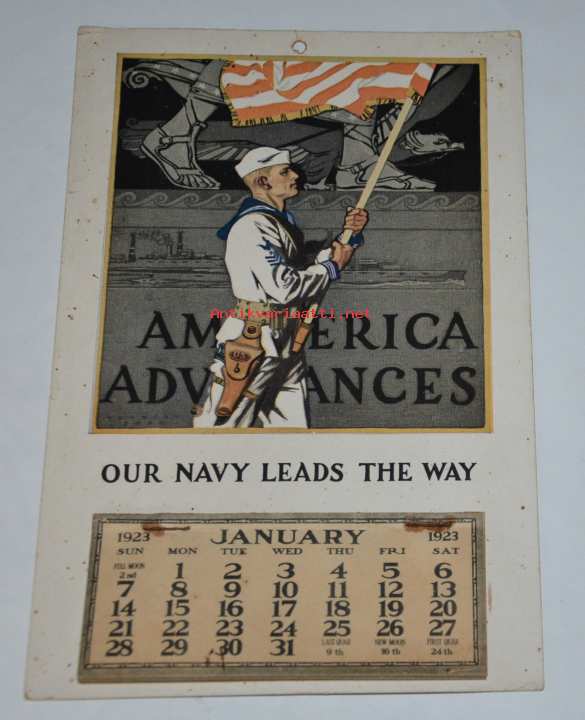 Antikvariaatti.net
US
AMERICA
ADVANCES
OUR NAVY LEADS THE WAY
1923 JANUARY 1923
SUN MON TUE WED THU FRI SAT
FULL MOON 2nd 1 2 3 4 5 6
7 8 9 10 11 12 13
14 15 16 17 18 19 20
21 22 23 24 25 26 27
28 29 30 31 LAST QUAR 9th NEW MOON 16th FIRST QUAR 24th